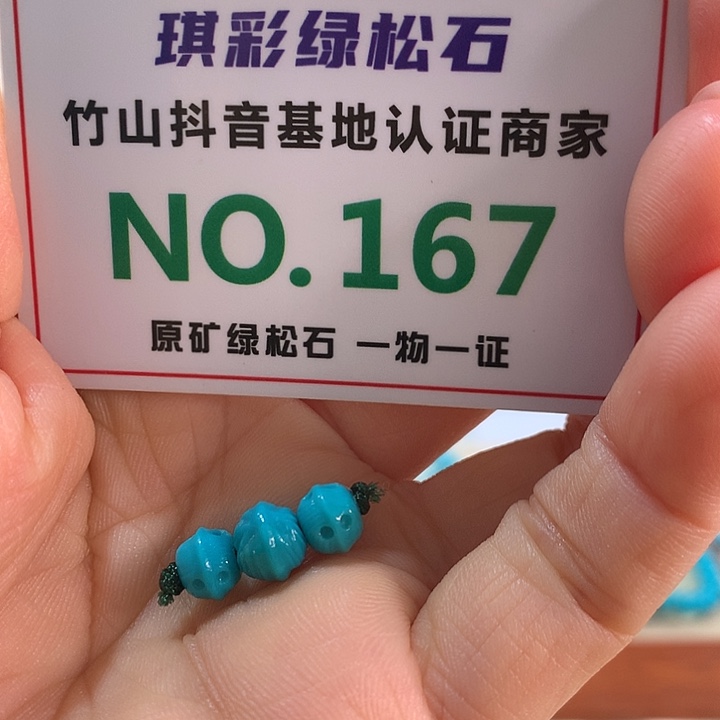 琪彩绿松石
竹山抖音基地认证商家
NO.167
原矿绿松石 一物一证